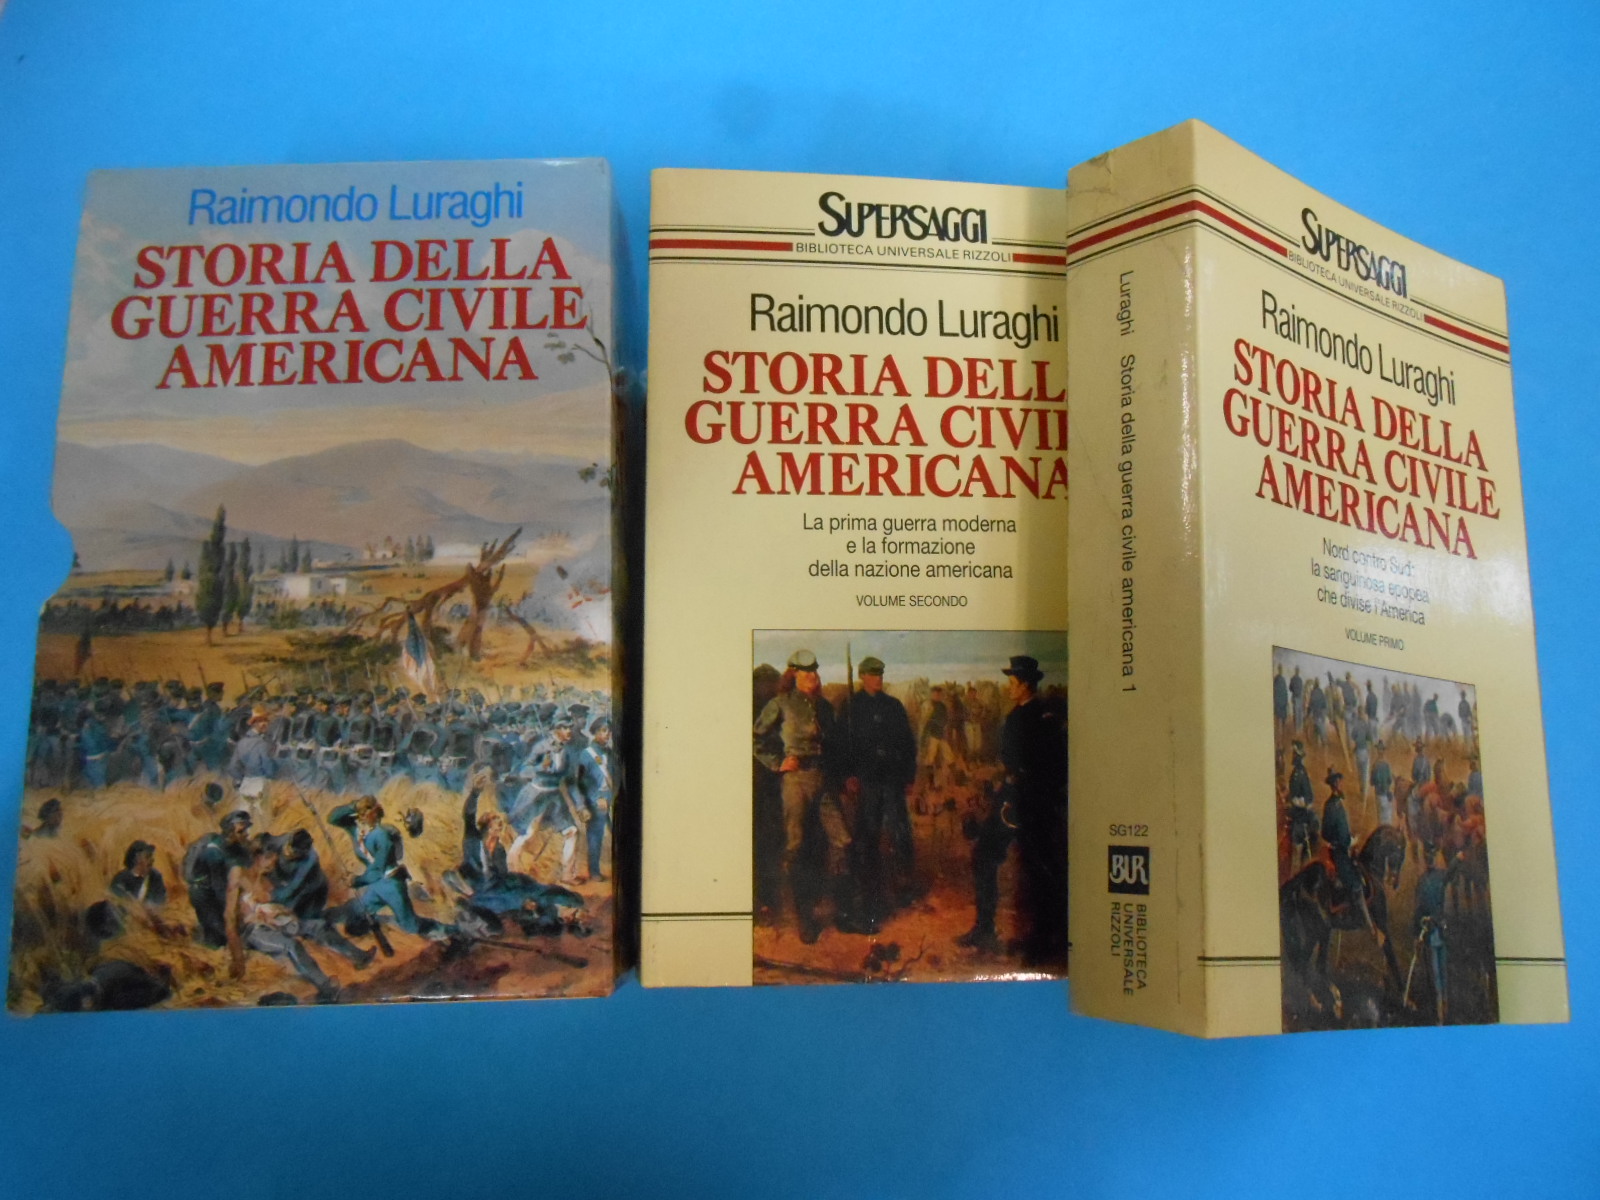 Raimondo Luraghi
STORIA DELLA
GUERRA CIVILE
AMERICANA
SUPERSAGGI
BIBLIOTECA UNIVERSALE RIZZOLI
Raimondo Luraghi
STORIA DELL
GUERRA CIVI
AMERICANA
La prima guerra moderna
e la formazione
della nazione americana
VOLUME SECONDO
Luraghi Storia della guerra civile americana 1
SG122
BUR
BIBLIOTECA
UNIVERSALE
RIZZOLI
SUPERSAGGI
BIBLIOTECA UNIVERSALE RIZZOLI
Raimondo Luraghi
STORIA DELLA
GUERRA CIVILE
AMERICANA
Nord contro Sud:
la sanguinosa epopea
che divise l'America
VOLUME PRIMO